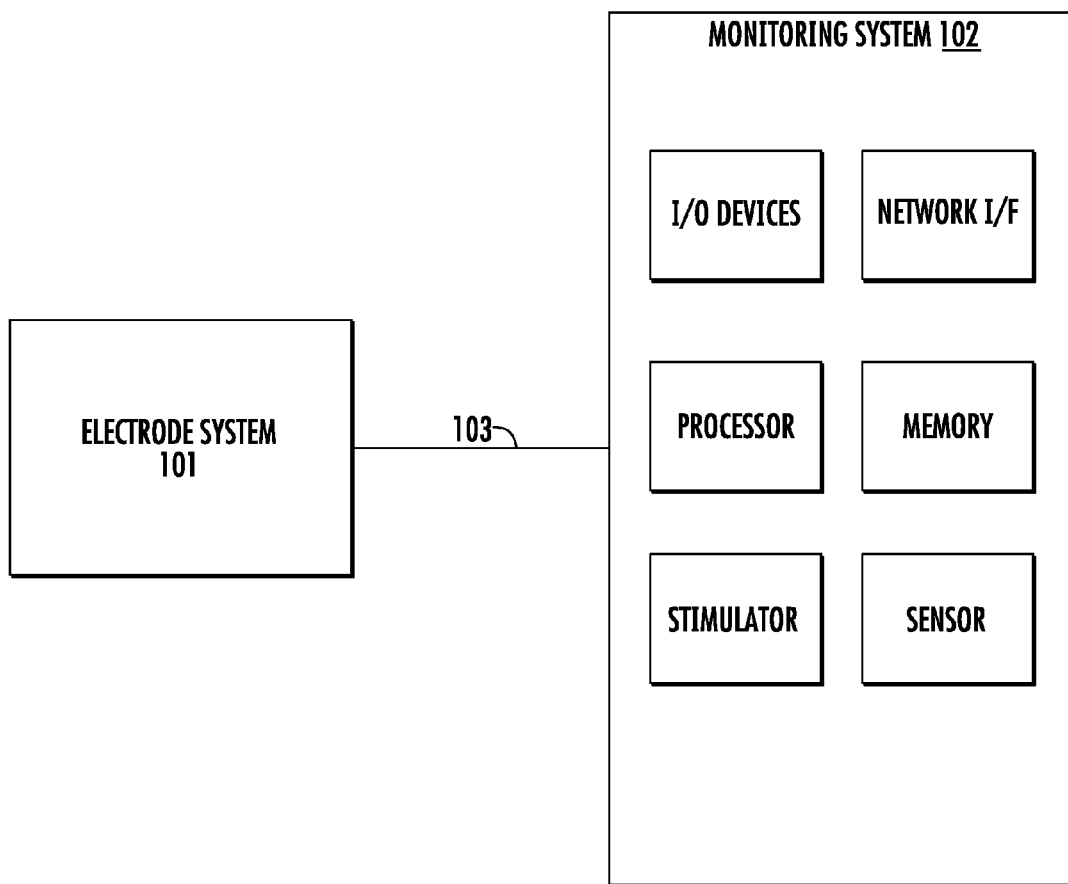 MONITORING SYSTEM 102
I/O DEVICES
NETWORK I/F
ELECTRODE SYSTEM
101
103
PROCESSOR
MEMORY
STIMULATOR
SENSOR